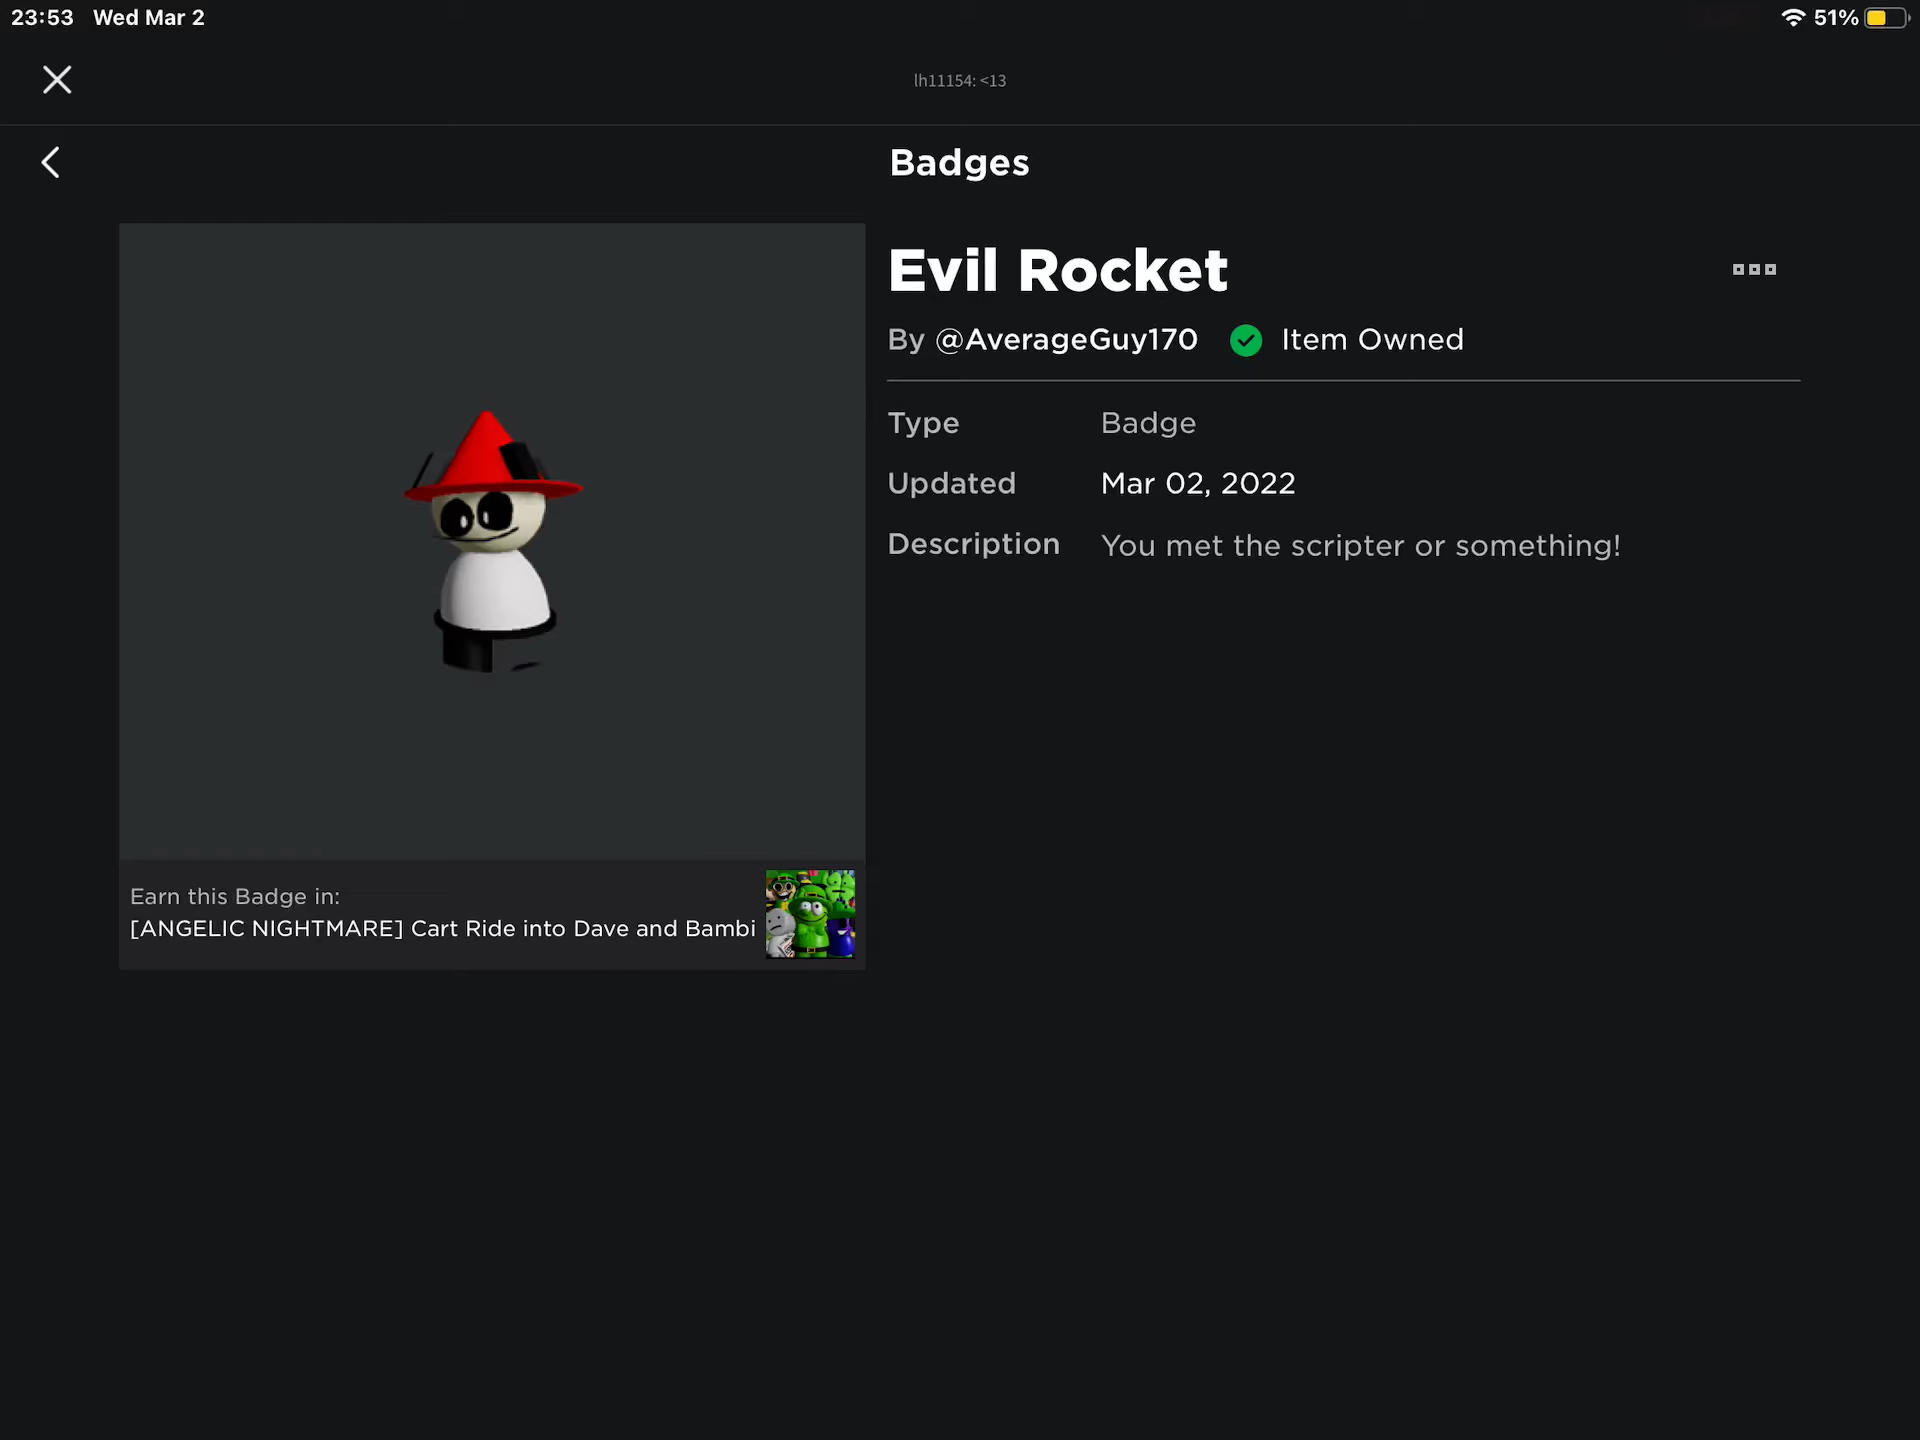 23:53 Wed Mar 2
51%
lh11154: <13
Badges
Evil Rocket
By @AverageGuy170 Item Owned
Type Badge
Updated Mar 02, 2022
Description You met the scripter or something!
Earn this Badge in:
[ANGELIC NIGHTMARE] Cart Ride into Dave and Bambi